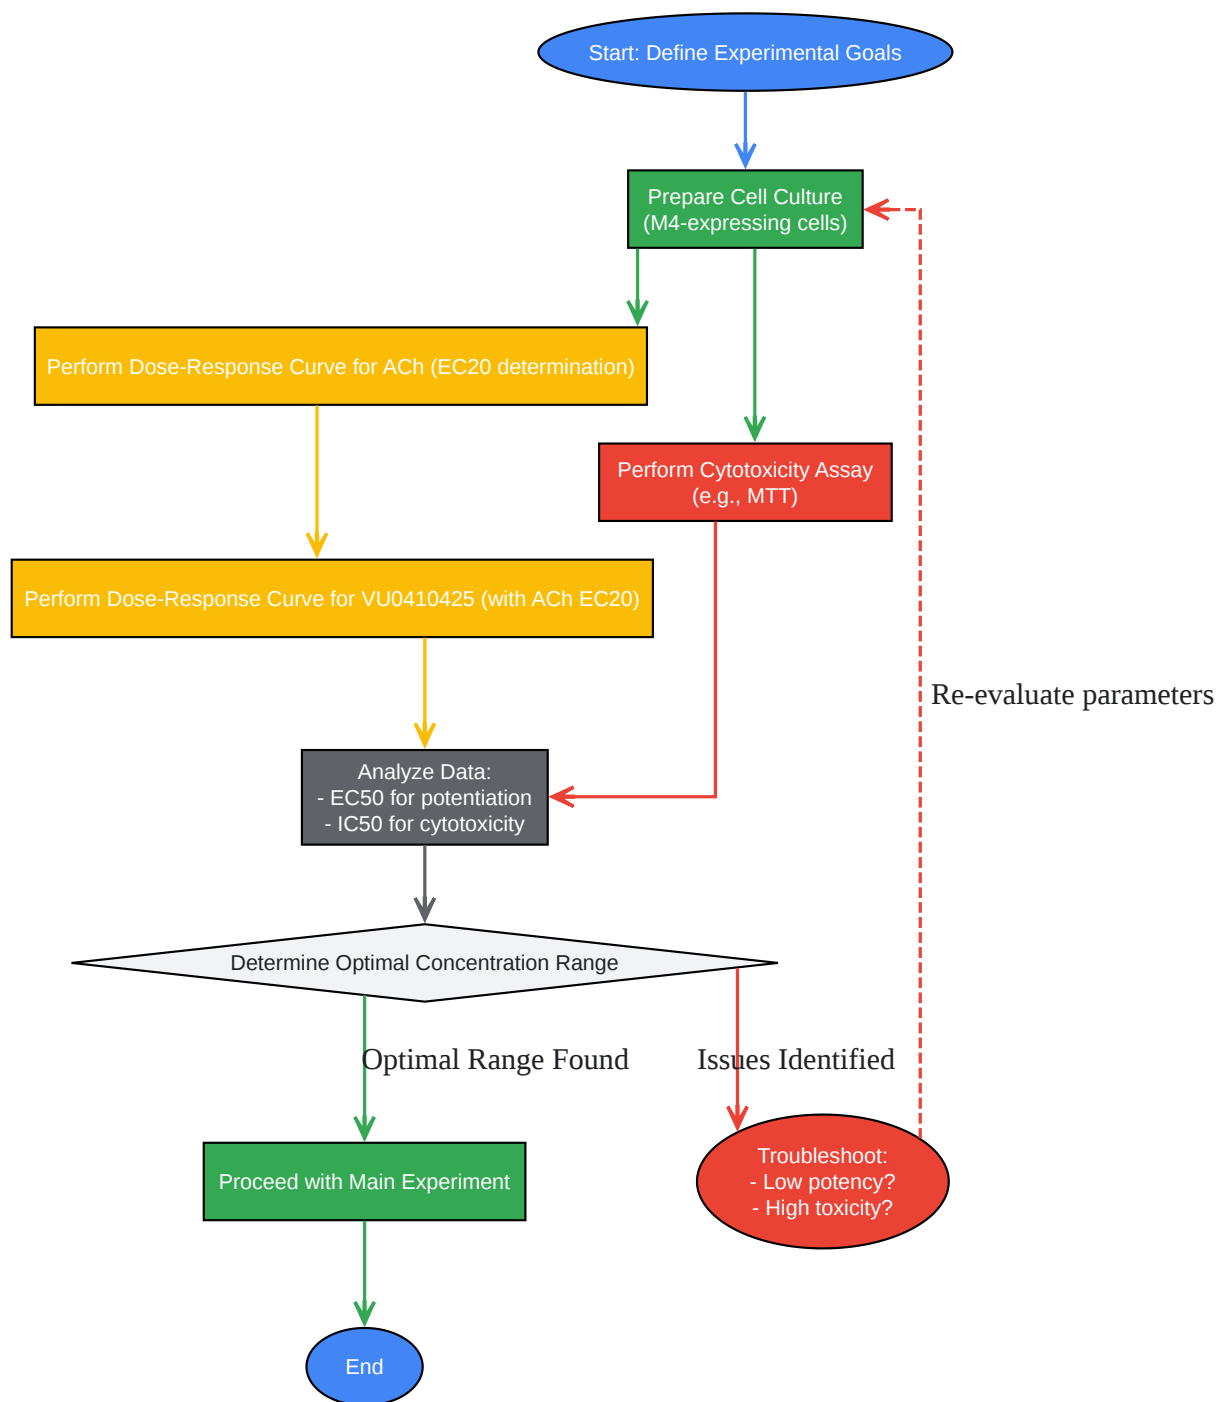 Start: Define Experimental Goals
Prepare Cell Culture
(M4-expressing cells)
Perform Dose-Response Curve for ACh (EC20 determination)
Perform Cytotoxicity Assay
(e.g., MTT)
Perform Dose-Response Curve for VU0410425 (with ACh EC20)
Re-evaluate parameters
Analyze Data:
- EC50 for potentiation
- IC50 for cytotoxicity
Determine Optimal Concentration Range
Optimal Range Found
Issues Identified
Proceed with Main Experiment
Troubleshoot:
- Low potency?
- High toxicity?
End